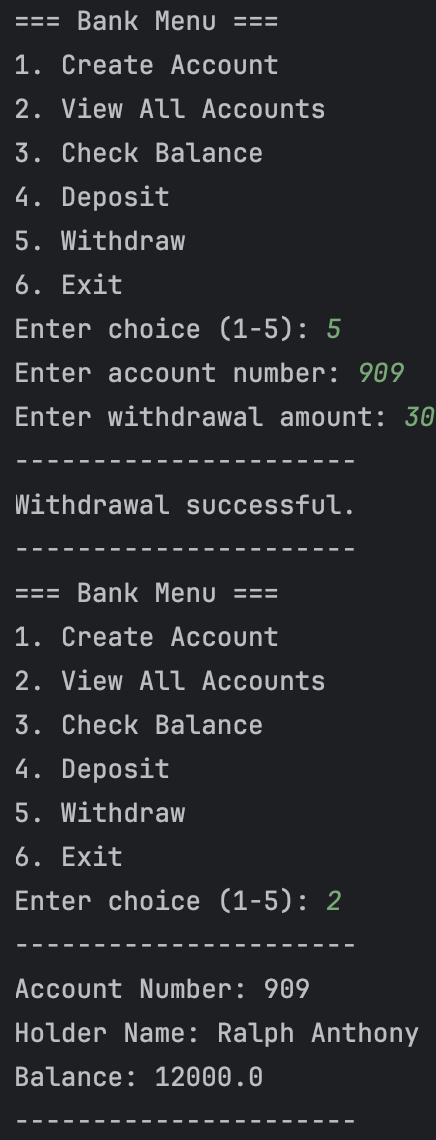 === Bank Menu ===
1. Create Account
2. View All Accounts
3. Check Balance
4. Deposit
5. Withdraw
6. Exit
Enter choice (1-5): 5
Enter account number: 909
Enter withdrawal amount: 30
----------------------
Withdrawal successful.
----------------------
=== Bank Menu ===
1. Create Account
2. View All Accounts
3. Check Balance
4. Deposit
5. Withdraw
6. Exit
Enter choice (1-5): 2
----------------------
Account Number: 909
Holder Name: Ralph Anthony
Balance: 12000.0
----------------------